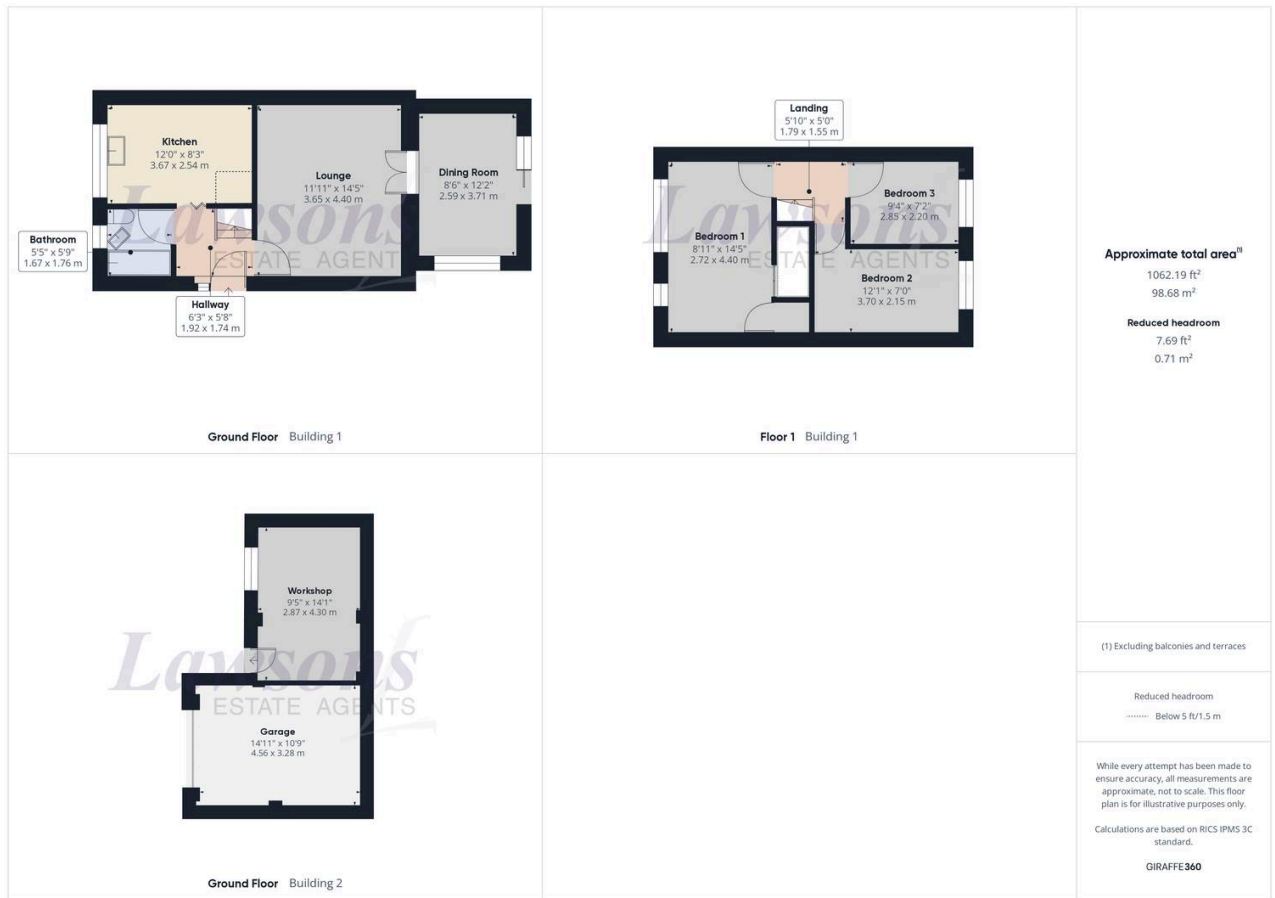 Kitchen
12'0" x 8'3"
3.67 x 2.54 m
Lounge
11'11" x 14'5"
3.65 x 4.40 m
Dining Room
8'6" x 12'2"
2.59 x 3.71 m
Bathroom
5'5" x 5'9"
1.67 x 1.76 m
Hallway
6'3" x 5'8"
1.92 x 1.74 m
Lawsons
ESTATE AGENTS
Ground Floor Building 1
Landing
5'10" x 5'0"
1.79 x 1.55 m
Bedroom 3
9'4" x 7'2"
2.85 x 2.20 m
Bedroom 1
8'11" x 14'5"
2.72 x 4.40 m
Bedroom 2
12'1" x 7'0"
3.70 x 2.15 m
Lawsons
ESTATE AGENTS
Floor 1 Building 1
Workshop
9'5" x 14'1"
2.87 x 4.30 m
Lawsons
ESTATE AGENTS
Garage
14'11" x 10'9"
4.56 x 3.28 m
Ground Floor Building 2
Approximate total area(1)
1062.19 ft²
98.68 m²
Reduced headroom
7.69 ft²
0.71 m²
(1) Excluding balconies and terraces
Reduced headroom
Below 5 ft/1.5 m
While every attempt has been made to
ensure accuracy, all measurements are
approximate, not to scale. This floor
plan is for illustrative purposes only.
Calculations are based on RICS IPMS 3C
standard.
GIRAFFE360